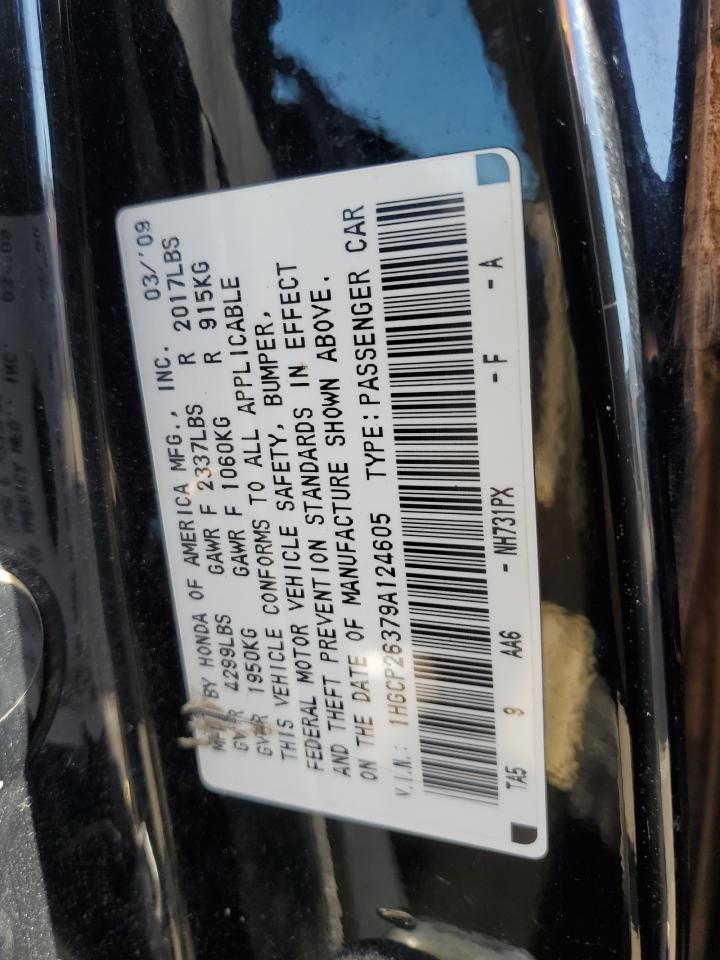 MFD BY HONDA OF AMERICA MFG., INC. 03/'09
GVWR 4299LBS GAWR F 2337LBS R 2017LBS
GVWR 1950KG GAWR F 1060KG R 915KG
THIS VEHICLE CONFORMS TO ALL APPLICABLE
FEDERAL MOTOR VEHICLE SAFETY, BUMPER,
AND THEFT PREVENTION STANDARDS IN EFFECT
ON THE DATE OF MANUFACTURE SHOWN ABOVE.
V.I.N.: 1HGCP26379A124605 TYPE: PASSENGER CAR
TA5 9 AA6 - NH731PX - F - A